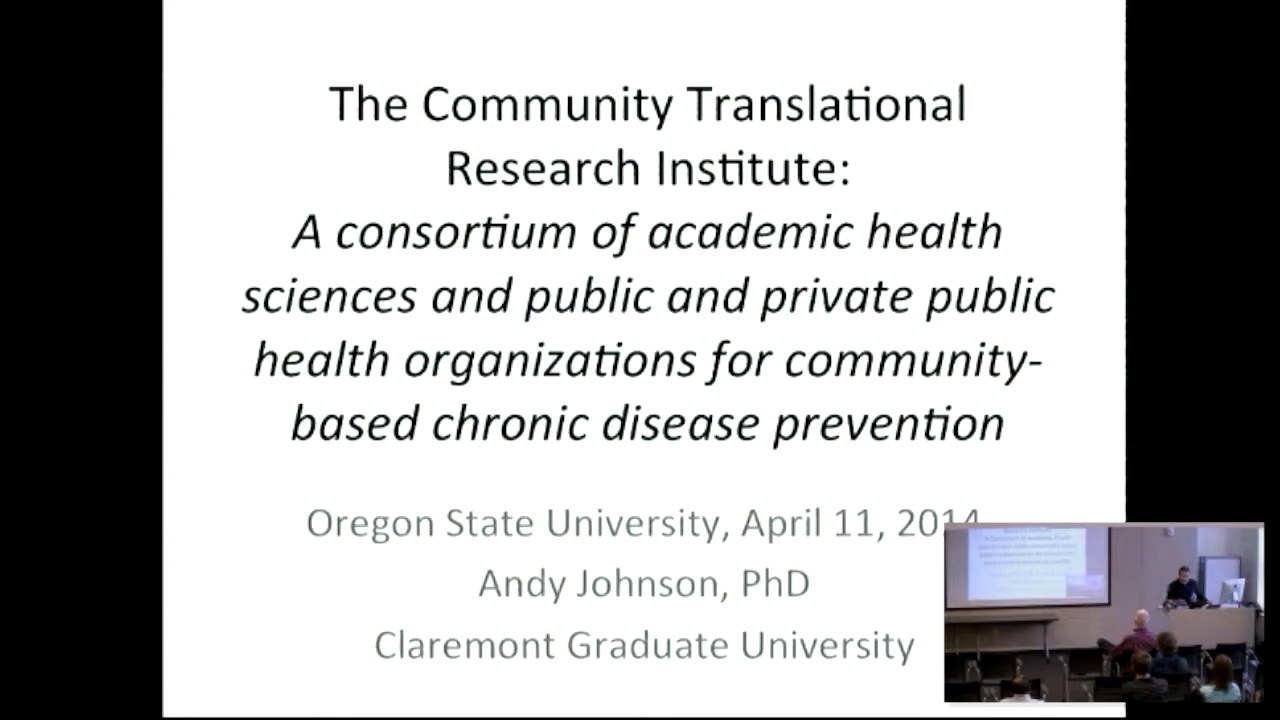 The Community Translational
Research Institute:
A consortium of academic health
sciences and public and private public
health organizations for community-
based chronic disease prevention
Oregon State University, April 11, 2014
Andy Johnson, PhD
Claremont Graduate University